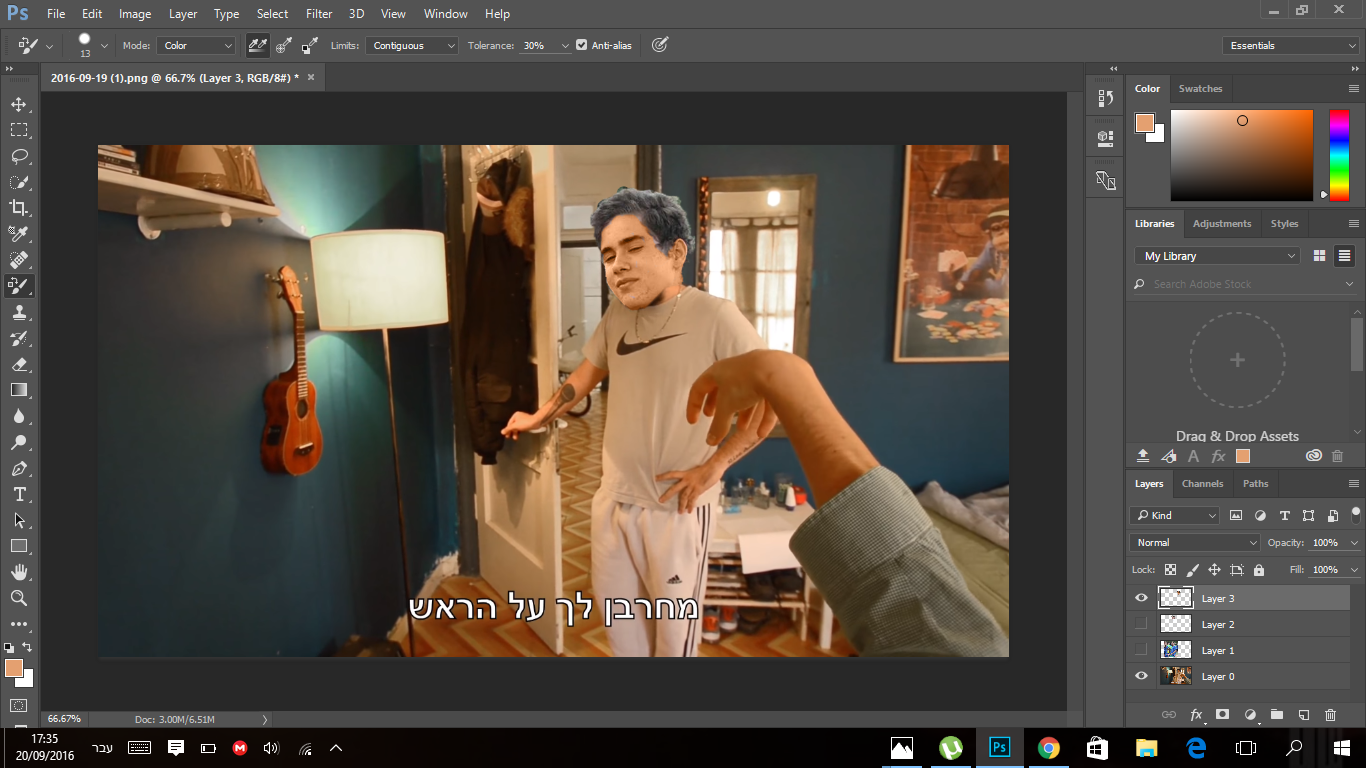 Ps File Edit Image Layer Type Select Filter 3D View Window Help
13 Mode: Color Limits: Contiguous Tolerance: 30% Anti-alias Essentials
2016-09-19 (1).png @ 66.7% (Layer 3, RGB/8#) * ×
Color Swatches
Libraries Adjustments Styles
My Library
Search Adobe Stock
Drag & Drop Assets
Layers Channels Paths
Kind
Normal Opacity: 100%
Lock: Fill: 100%
Layer 3
Layer 2
Layer 1
Layer 0
מחרבן לך על הראש
66.67% Doc: 3.00M/6.51M
17:35
20/09/2016
עבר
Ps